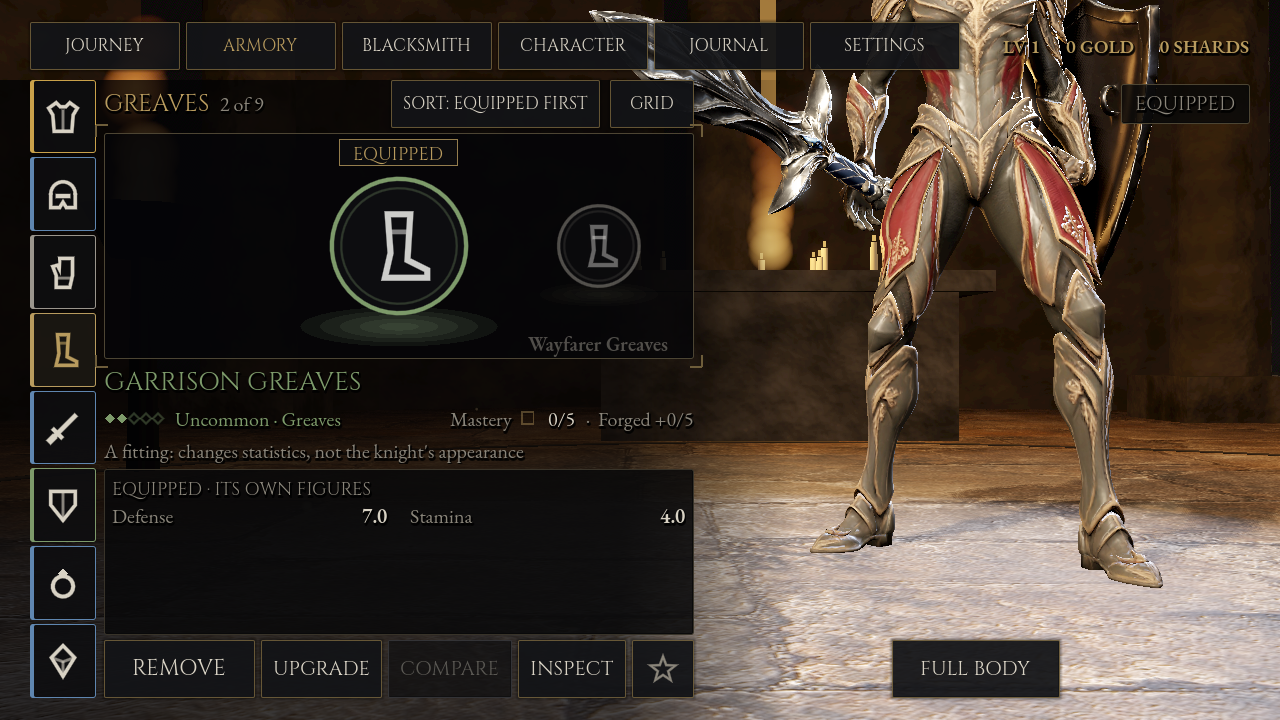 JOURNEY
ARMORY
BLACKSMITH
CHARACTER
JOURNAL
SETTINGS
LV 1 0 GOLD 0 SHARDS
GREAVES 2 of 9
SORT: EQUIPPED FIRST
GRID
EQUIPPED
EQUIPPED
Wayfarer Greaves
GARRISON GREAVES
Uncommon · Greaves
Mastery 0/5 · Forged +0/5
A fitting: changes statistics, not the knight's appearance
EQUIPPED · ITS OWN FIGURES
Defense 7.0 Stamina 4.0
REMOVE
UPGRADE
COMPARE
INSPECT
FULL BODY